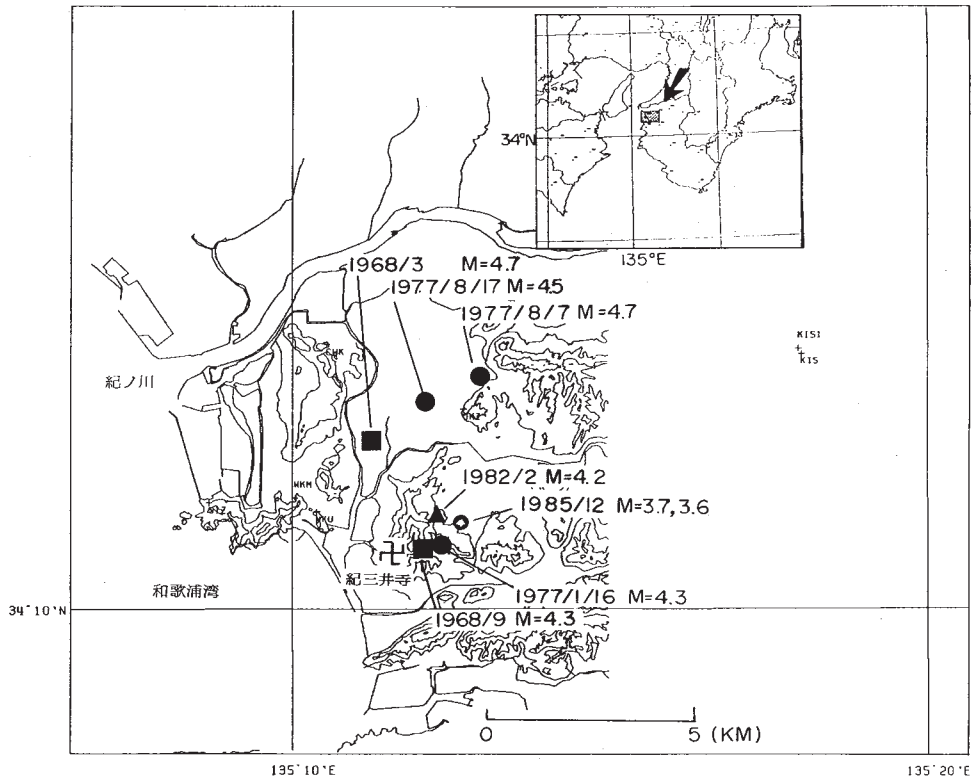 34°N
135°E
1968/3 M=4.7
1977/8/17 M=4.5
1977/8/7 M=4.7
KISI
KIS
紀ノ川
1982/2 M=4.2
WKM
1985/12 M=3.7,3.6
卍
和歌浦湾
紀三井寺
1977/1/16 M=4.3
34°10'N
1968/9 M=4.3
0 5 (KM)
135°10'E
135°20'E